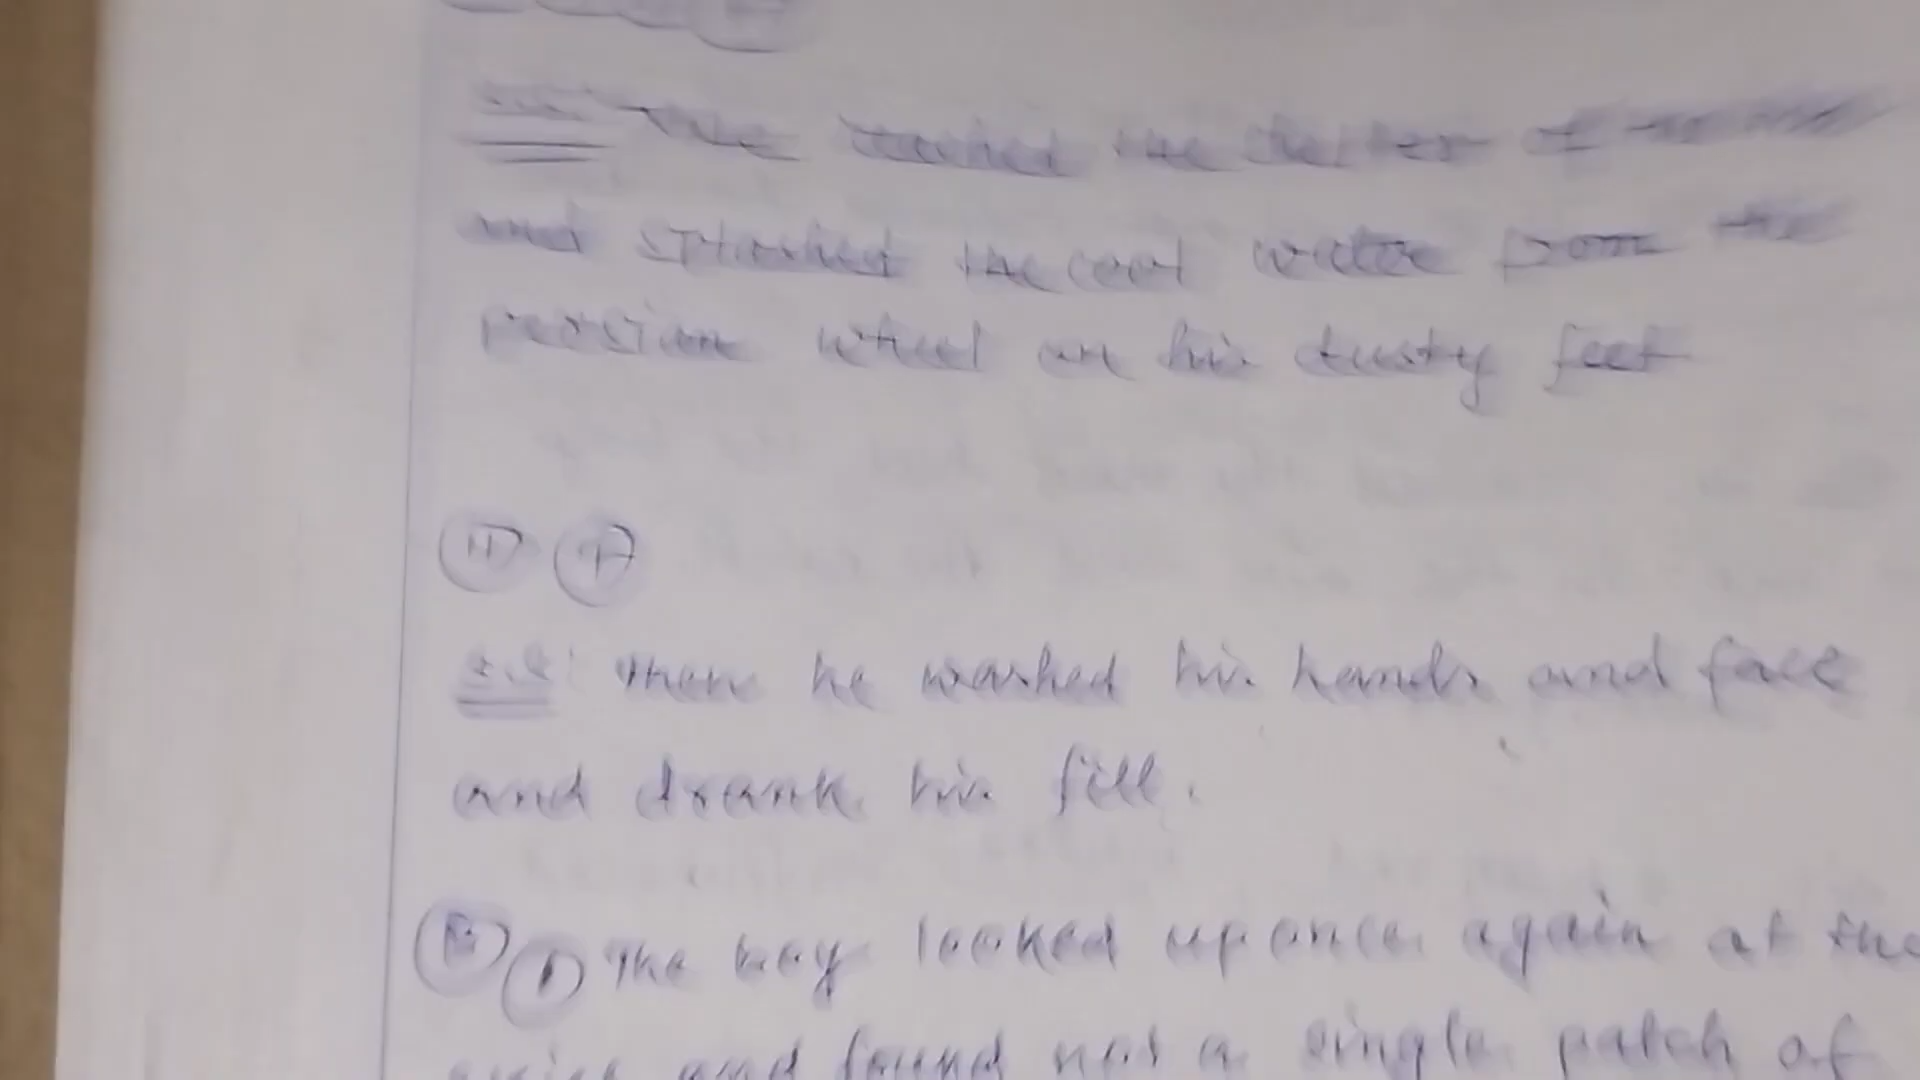 reached the shelter of
and splashed the cool water from the
persian wheel on his dusty feet
Then he washed his hands and face
and drank his fill.
The boy looked up once again at the
and found not a single patch of